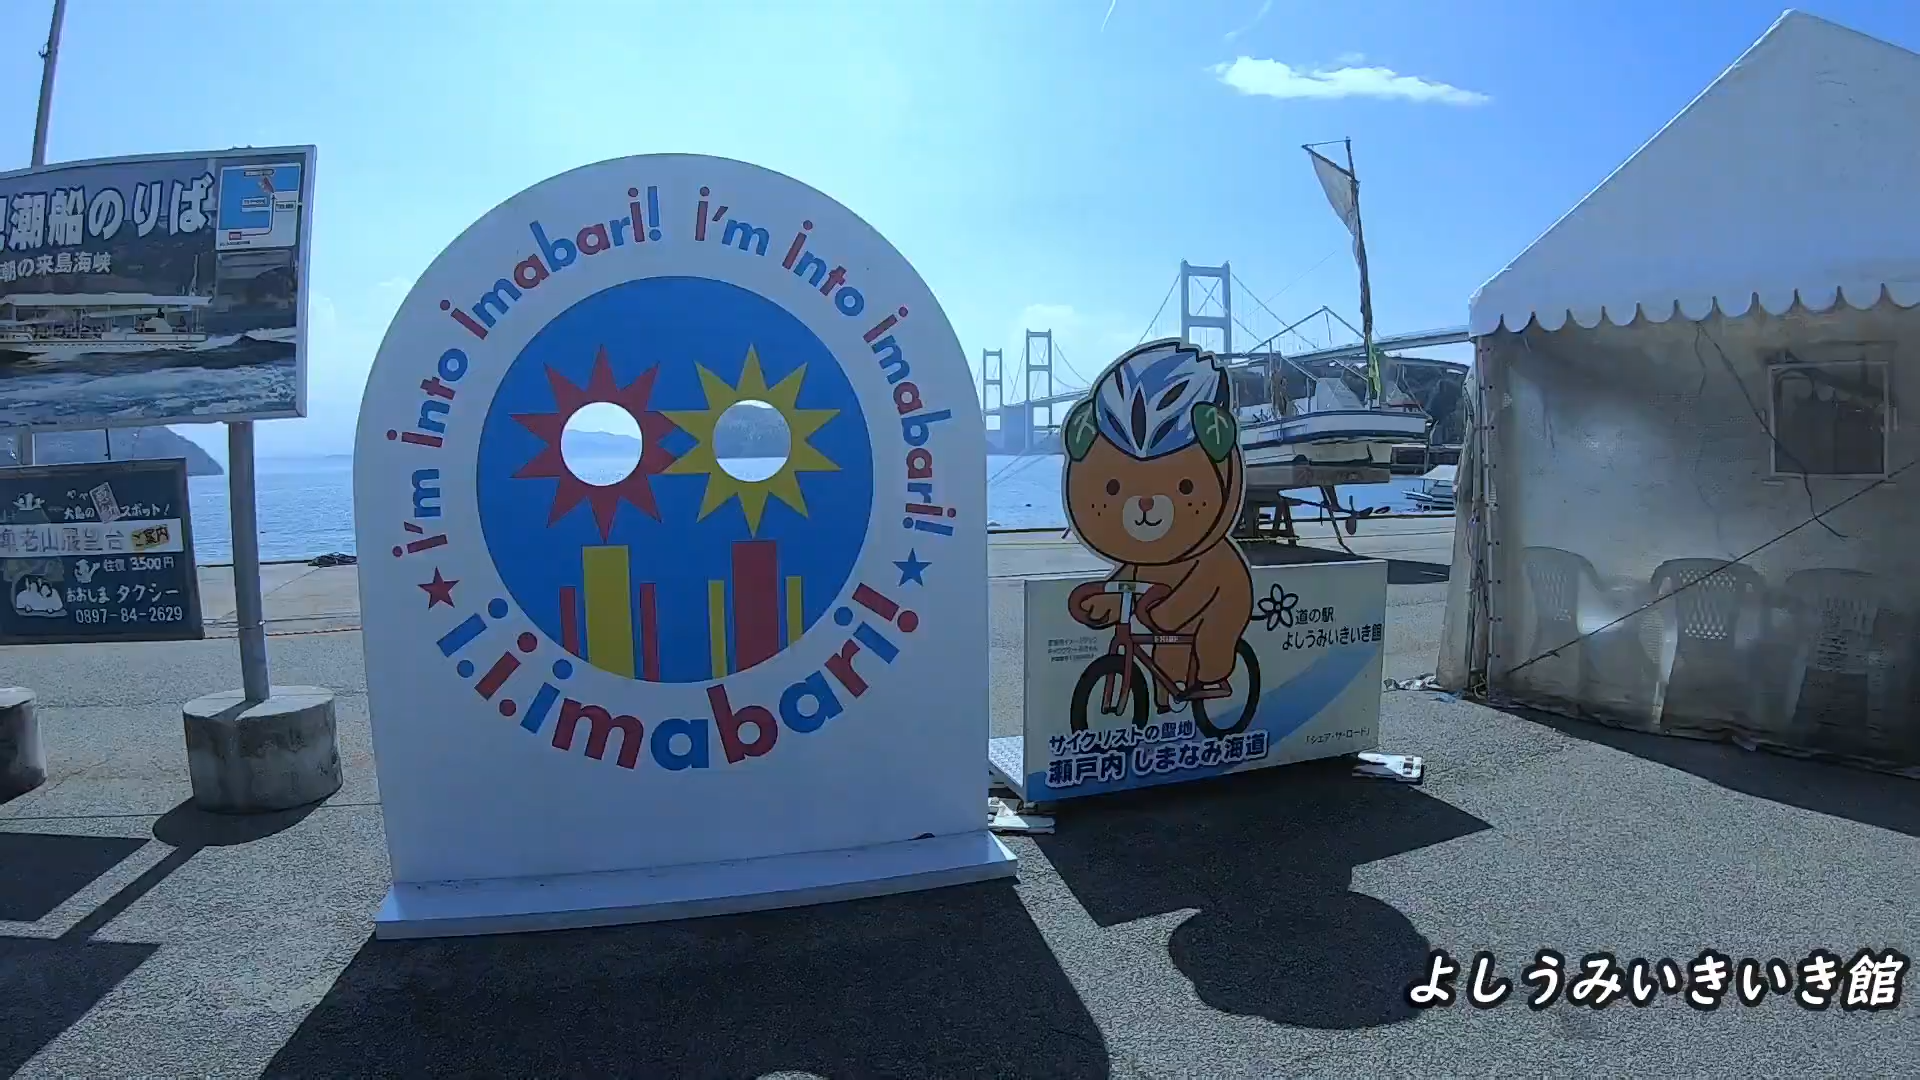 潮船のりば
潮の来島海峡
大島の
スポット！
老山展望台
ご案内
往復 3,500円
おおしま タクシー
0897-84-2629
i'm into imabari! i'm into imabari!
★ i.i.imabari! ★
道の駅
よしうみいきいき館
サイクリストの聖地
瀬戸内 しまなみ海道
「シェア・ザ・ロード」
よしうみいきいき館